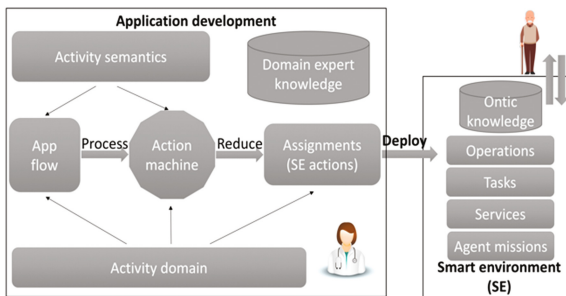 Application development
Activity semantics
Domain expert
knowledge
App
flow
Process
Action
machine
Reduce
Assignments
(SE actions)
Deploy
Activity domain
Ontic
knowledge
Operations
Tasks
Services
Agent missions
Smart environment
(SE)